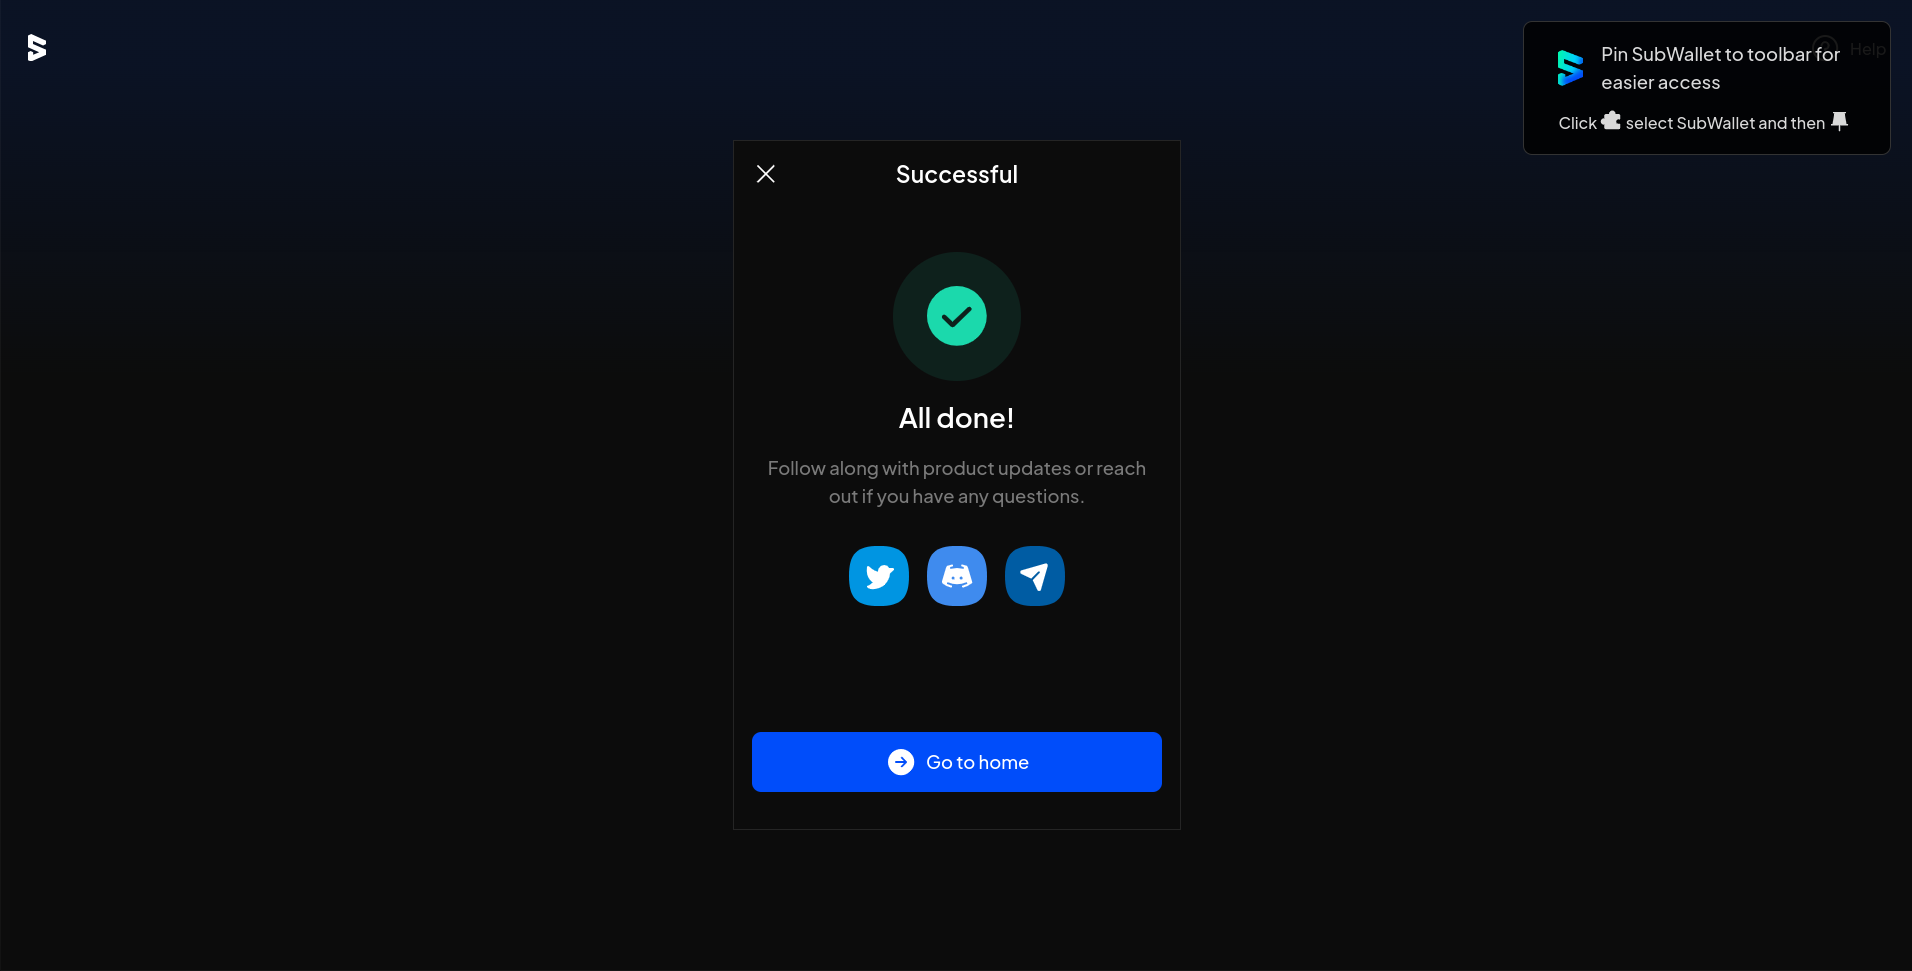 Help
Pin SubWallet to toolbar for
easier access
Click select SubWallet and then
Successful
All done!
Follow along with product updates or reach
out if you have any questions.
Go to home